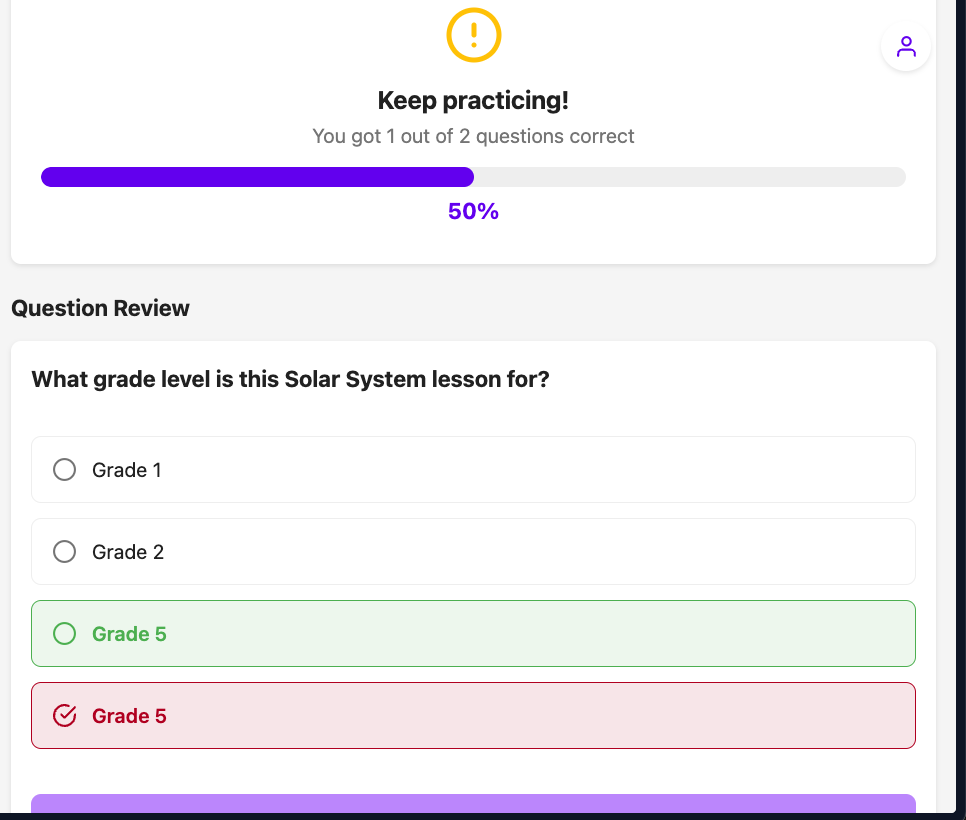 Keep practicing!
You got 1 out of 2 questions correct
50%
Question Review
What grade level is this Solar System lesson for?
Grade 1
Grade 2
Grade 5
Grade 5